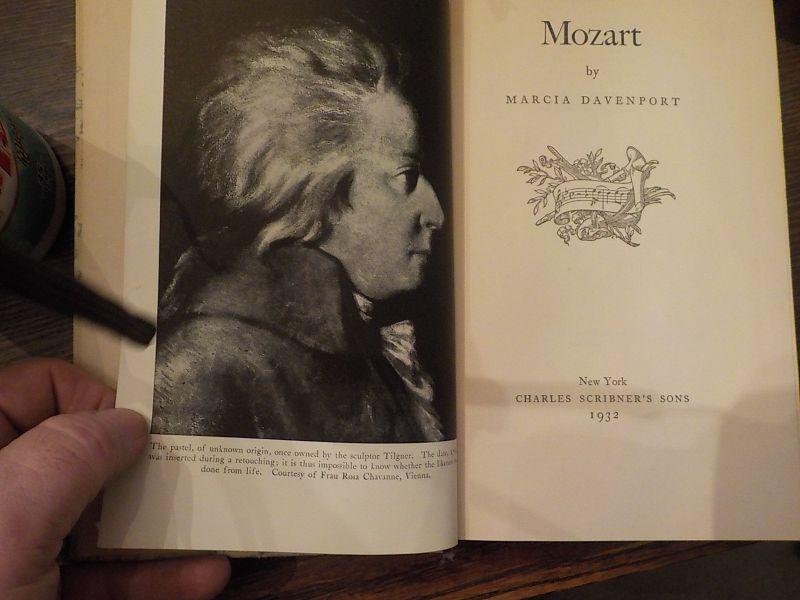 The pastel, of unknown origin, once owned by the sculptor Tilgner. The date,
was inserted during a retouching; it is thus impossible to know whether the likeness
done from life. Courtesy of Frau Rosa Chavanne, Vienna.
Mozart
by
MARCIA DAVENPORT
New York
CHARLES SCRIBNER'S SONS
1932